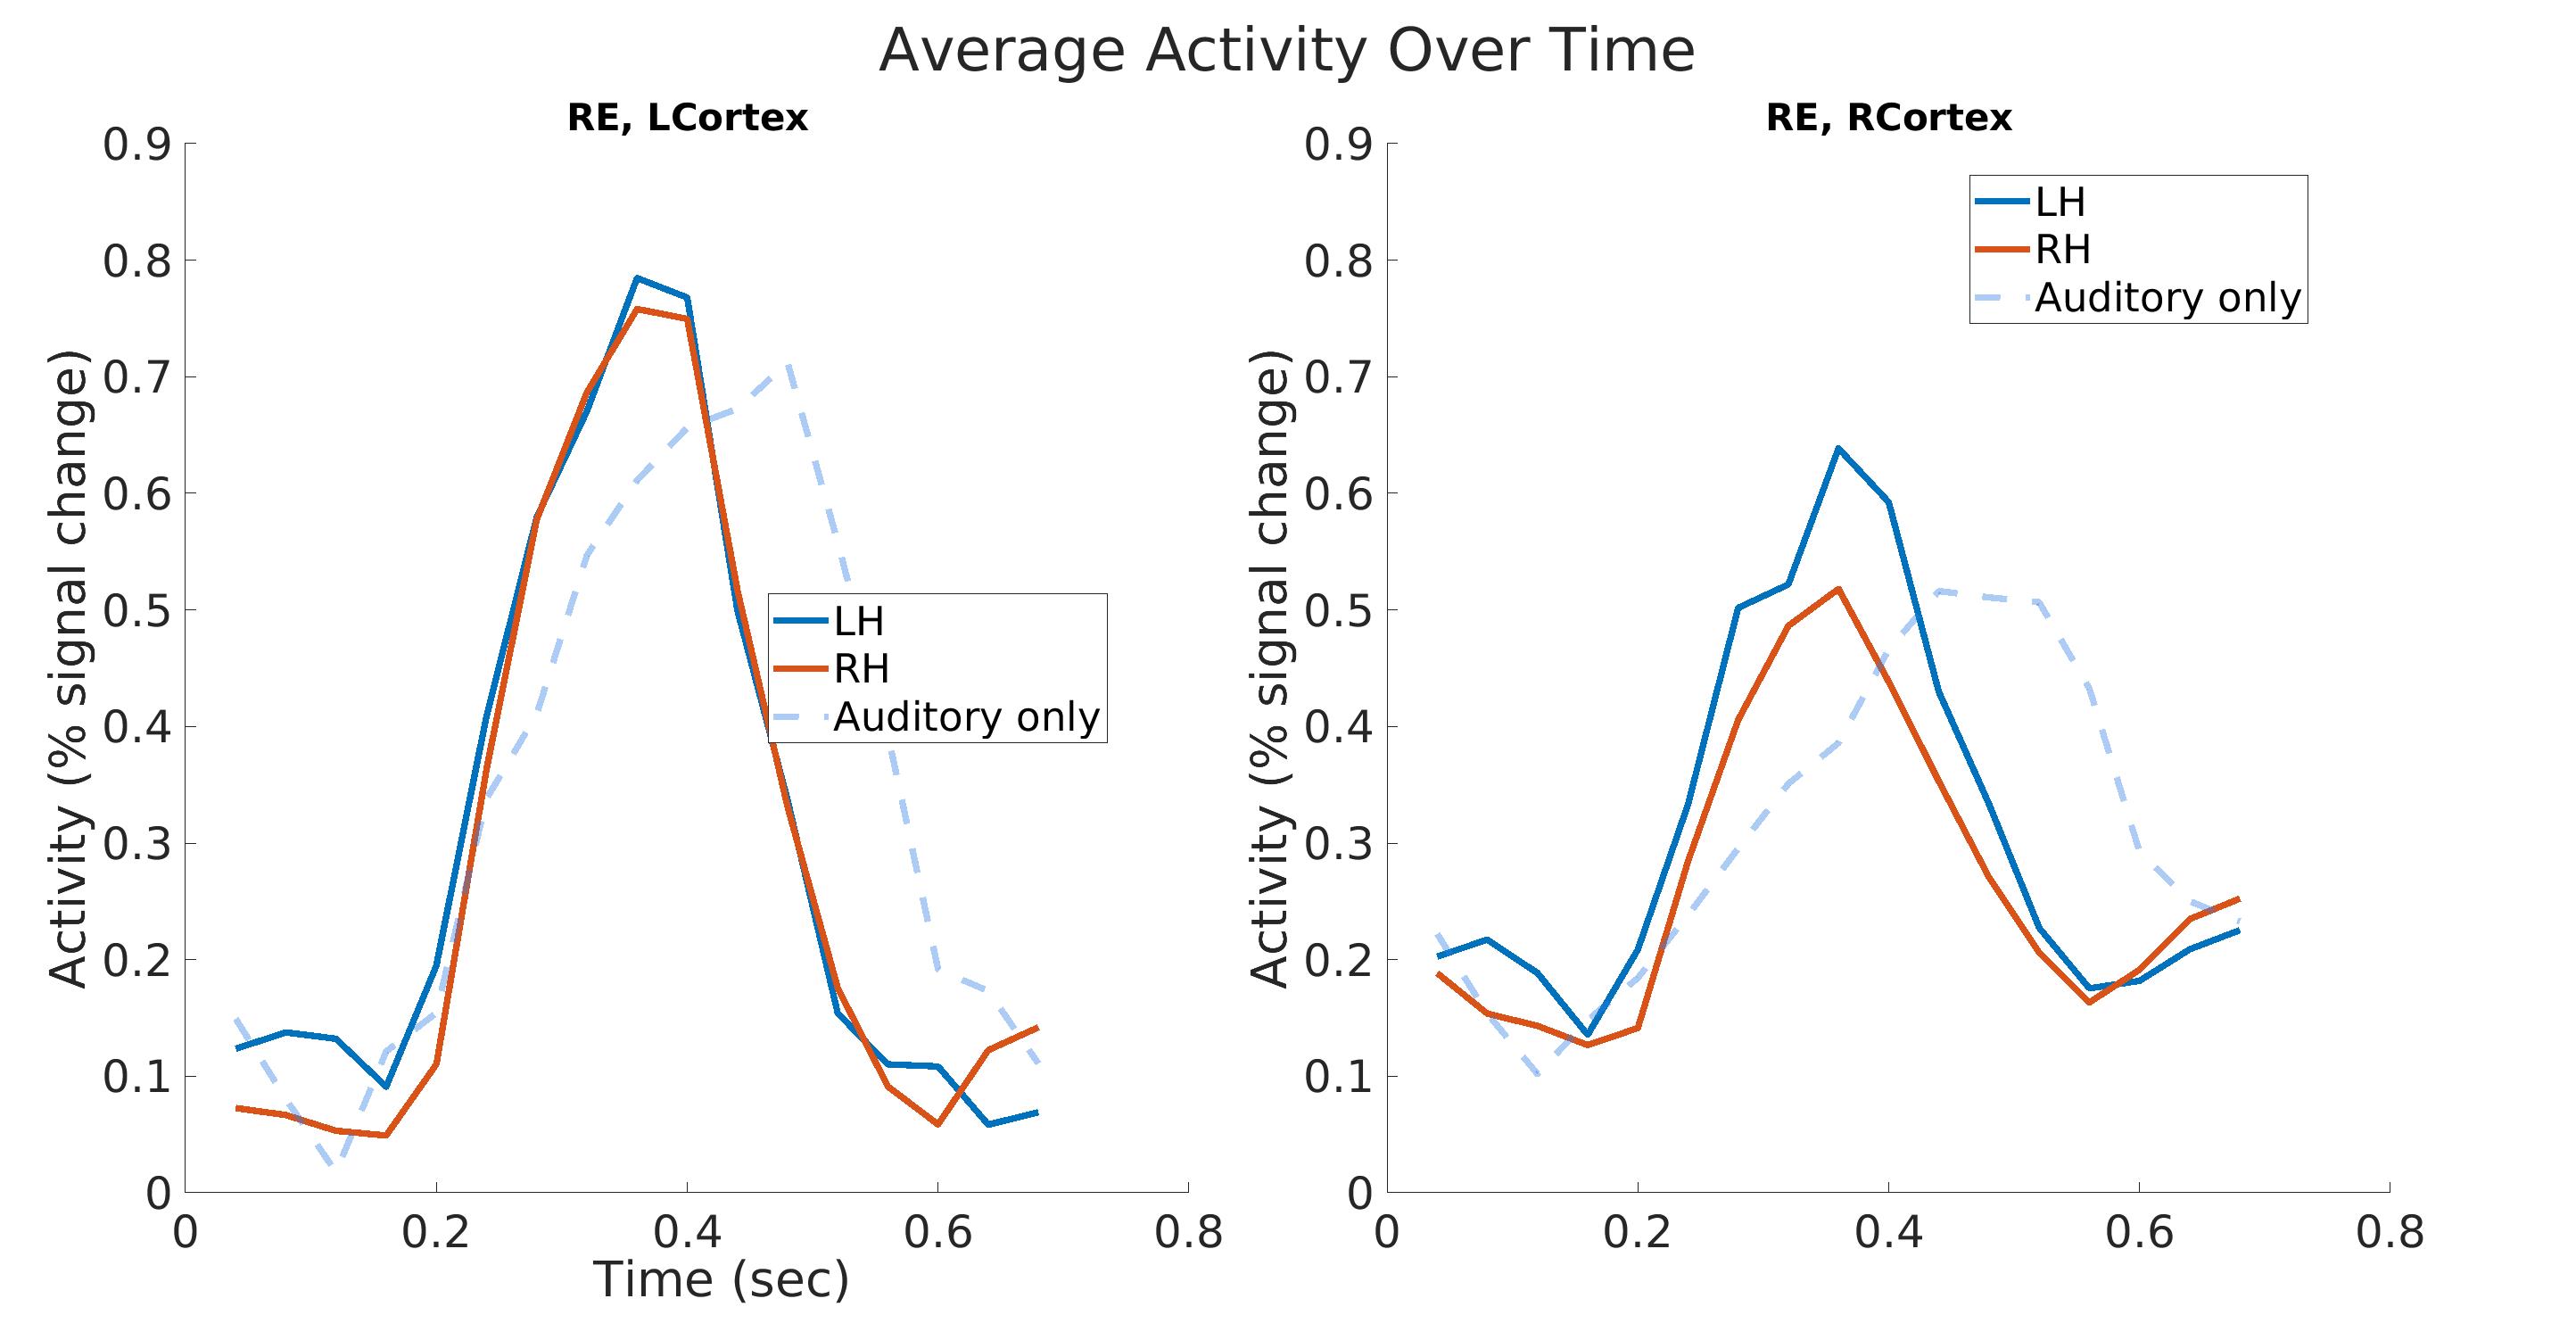 Average Activity Over Time
RE, LCortex
Activity (% signal change)
0.9
0.8
0.7
0.6
0.5
0.4
0.3
0.2
0.1
0
0
0.2
0.4
0.6
0.8
Time (sec)
LH
RH
Auditory only
RE, RCortex
Activity (% signal change)
0.9
0.8
0.7
0.6
0.5
0.4
0.3
0.2
0.1
0
0
0.2
0.4
0.6
0.8
LH
RH
Auditory only